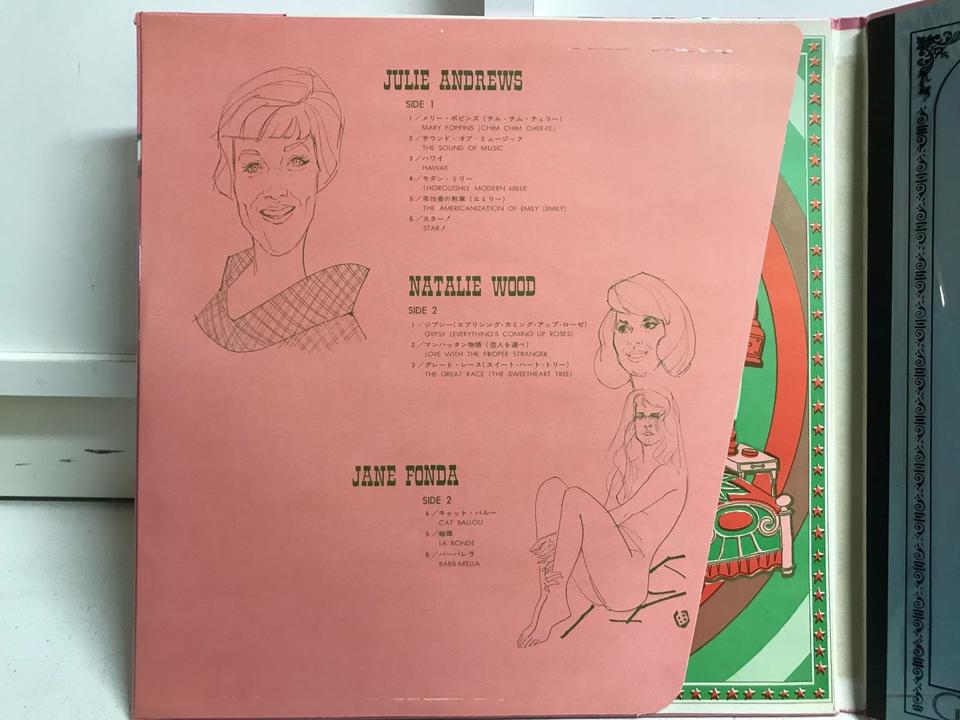 JULIE ANDREWS
SIDE 1
1／メリー・ポピンズ（チム・チム・チェリー）
MARY POPPINS (CHIM CHIM CHER-EE)
2／サウンド・オブ・ミュージック
THE SOUND OF MUSIC
3／ハワイ
HAWAII
4／モダン・ミリー
THOROUGHLY MODERN MILLIE
5／卑怯者の勲章（エミリー）
THE AMERICANIZATION OF EMILY (EMILY)
6／スター！
STAR！
NATALIE WOOD
SIDE 2
1／ジプシー（エブリシング・カミング・アップ・ローゼ）
GYPSY (EVERYTHING'S COMING UP ROSES)
2／マンハッタン物語（恋人を選べ）
LOVE WITH THE PROPER STRANGER
3／グレート・レース（スイート・ハート・トリー）
THE GREAT RACE (THE SWEETHEART TREE)
JANE FONDA
SIDE 2
4／キャット・バルー
CAT BALLOU
5／輪舞
LA RONDE
6／バーバレラ
BARBARELLA